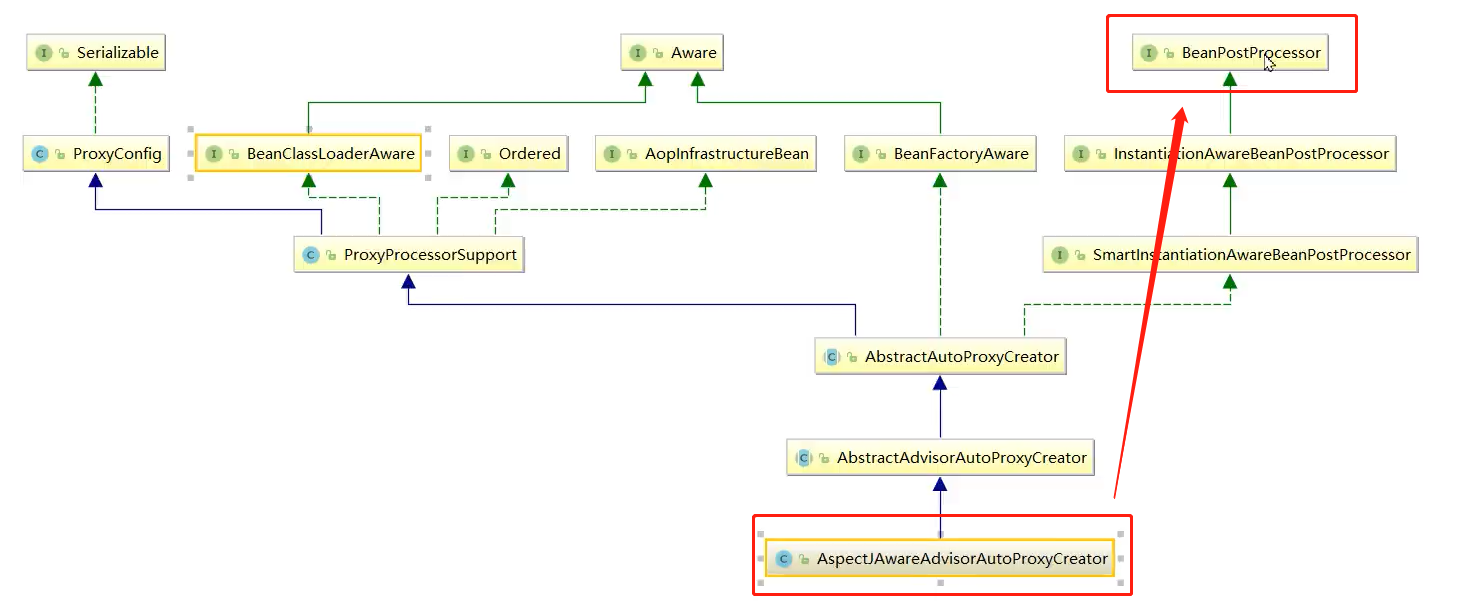 Serializable
Aware
BeanPostProcessor
ProxyConfig
BeanClassLoaderAware
Ordered
AopInfrastructureBean
BeanFactoryAware
InstantiationAwareBeanPostProcessor
ProxyProcessorSupport
SmartInstantiationAwareBeanPostProcessor
AbstractAutoProxyCreator
AbstractAdvisorAutoProxyCreator
AspectJAwareAdvisorAutoProxyCreator